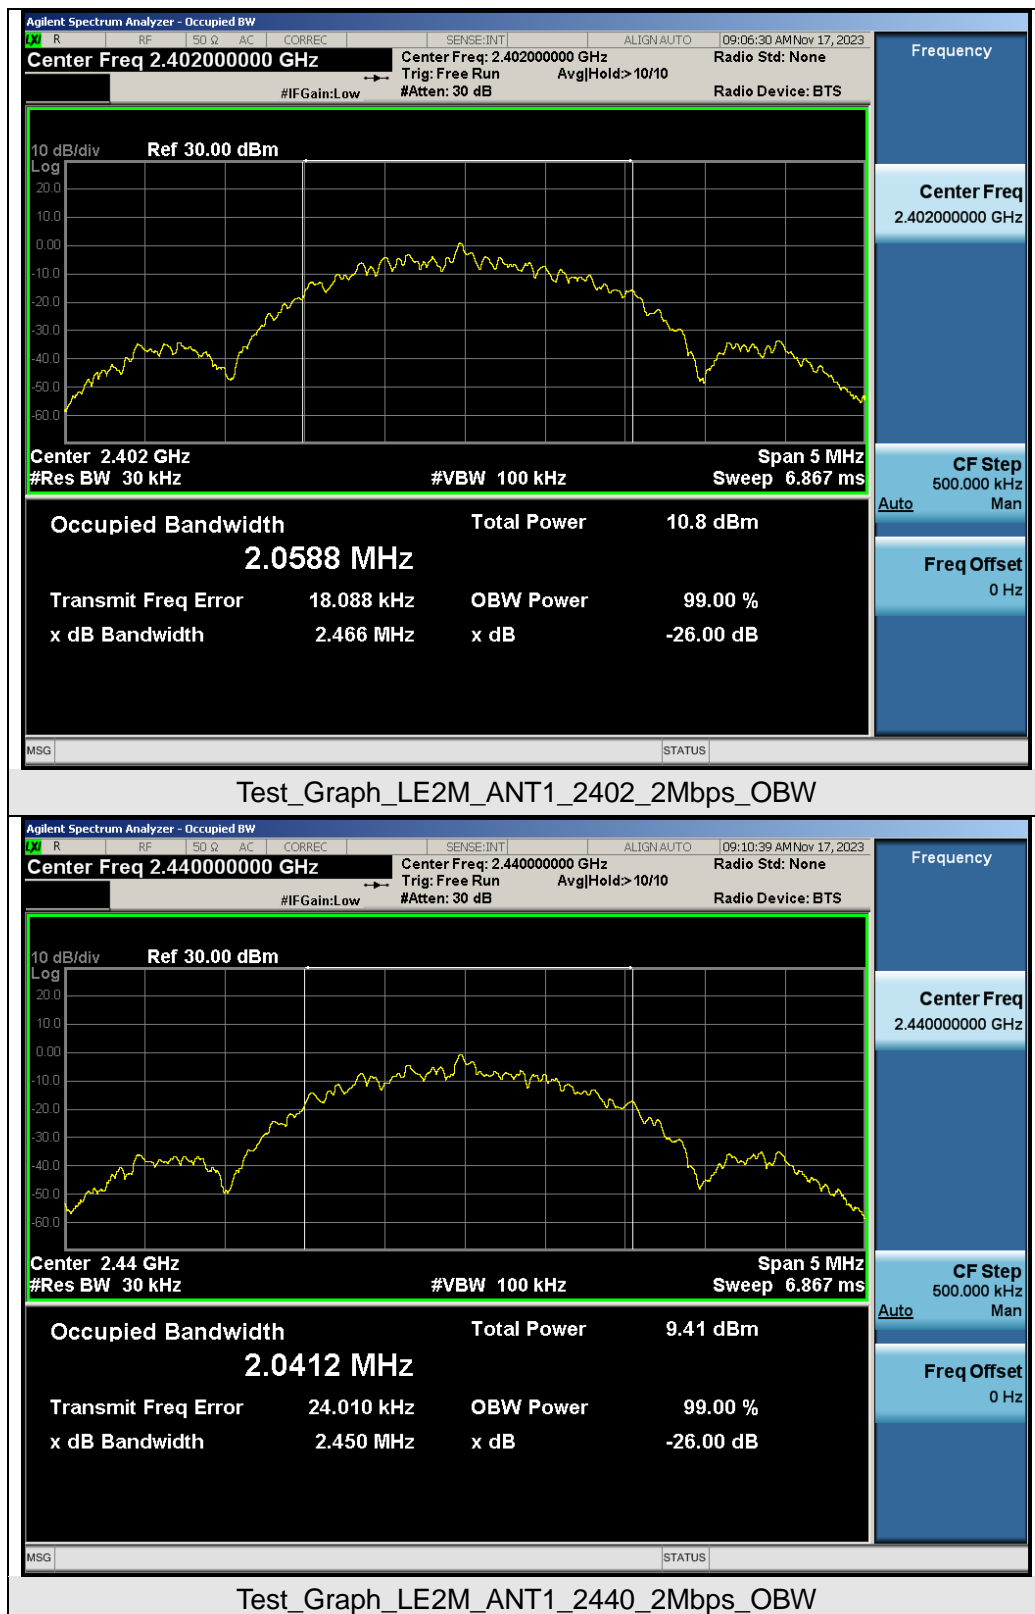 Agilent Spectrum Analyzer - Occupied BW
LXI R RF 50 Ω AC CORREC SENSE:INT ALIGN AUTO 09:06:30 AM Nov 17, 2023
Center Freq 2.402000000 GHz
Center Freq: 2.402000000 GHz Radio Std: None
Trig: Free Run Avg|Hold:>10/10
#IFGain:Low #Atten: 30 dB Radio Device: BTS
Frequency
10 dB/div Ref 30.00 dBm
Log
20.0
10.0
0.00
-10.0
-20.0
-30.0
-40.0
-50.0
-60.0
Center 2.402 GHz Span 5 MHz
#Res BW 30 kHz #VBW 100 kHz Sweep 6.867 ms
Center Freq
2.402000000 GHz
CF Step
500.000 kHz
Auto Man
Freq Offset
0 Hz
Occupied Bandwidth Total Power 10.8 dBm
2.0588 MHz
Transmit Freq Error 18.088 kHz OBW Power 99.00 %
x dB Bandwidth 2.466 MHz x dB -26.00 dB
MSG STATUS
Test_Graph_LE2M_ANT1_2402_2Mbps_OBW
Agilent Spectrum Analyzer - Occupied BW
LXI R RF 50 Ω AC CORREC SENSE:INT ALIGN AUTO 09:10:39 AM Nov 17, 2023
Center Freq 2.440000000 GHz
Center Freq: 2.440000000 GHz Radio Std: None
Trig: Free Run Avg|Hold:>10/10
#IFGain:Low #Atten: 30 dB Radio Device: BTS
Frequency
10 dB/div Ref 30.00 dBm
Log
20.0
10.0
0.00
-10.0
-20.0
-30.0
-40.0
-50.0
-60.0
Center 2.44 GHz Span 5 MHz
#Res BW 30 kHz #VBW 100 kHz Sweep 6.867 ms
Center Freq
2.440000000 GHz
CF Step
500.000 kHz
Auto Man
Freq Offset
0 Hz
Occupied Bandwidth Total Power 9.41 dBm
2.0412 MHz
Transmit Freq Error 24.010 kHz OBW Power 99.00 %
x dB Bandwidth 2.450 MHz x dB -26.00 dB
MSG STATUS
Test_Graph_LE2M_ANT1_2440_2Mbps_OBW